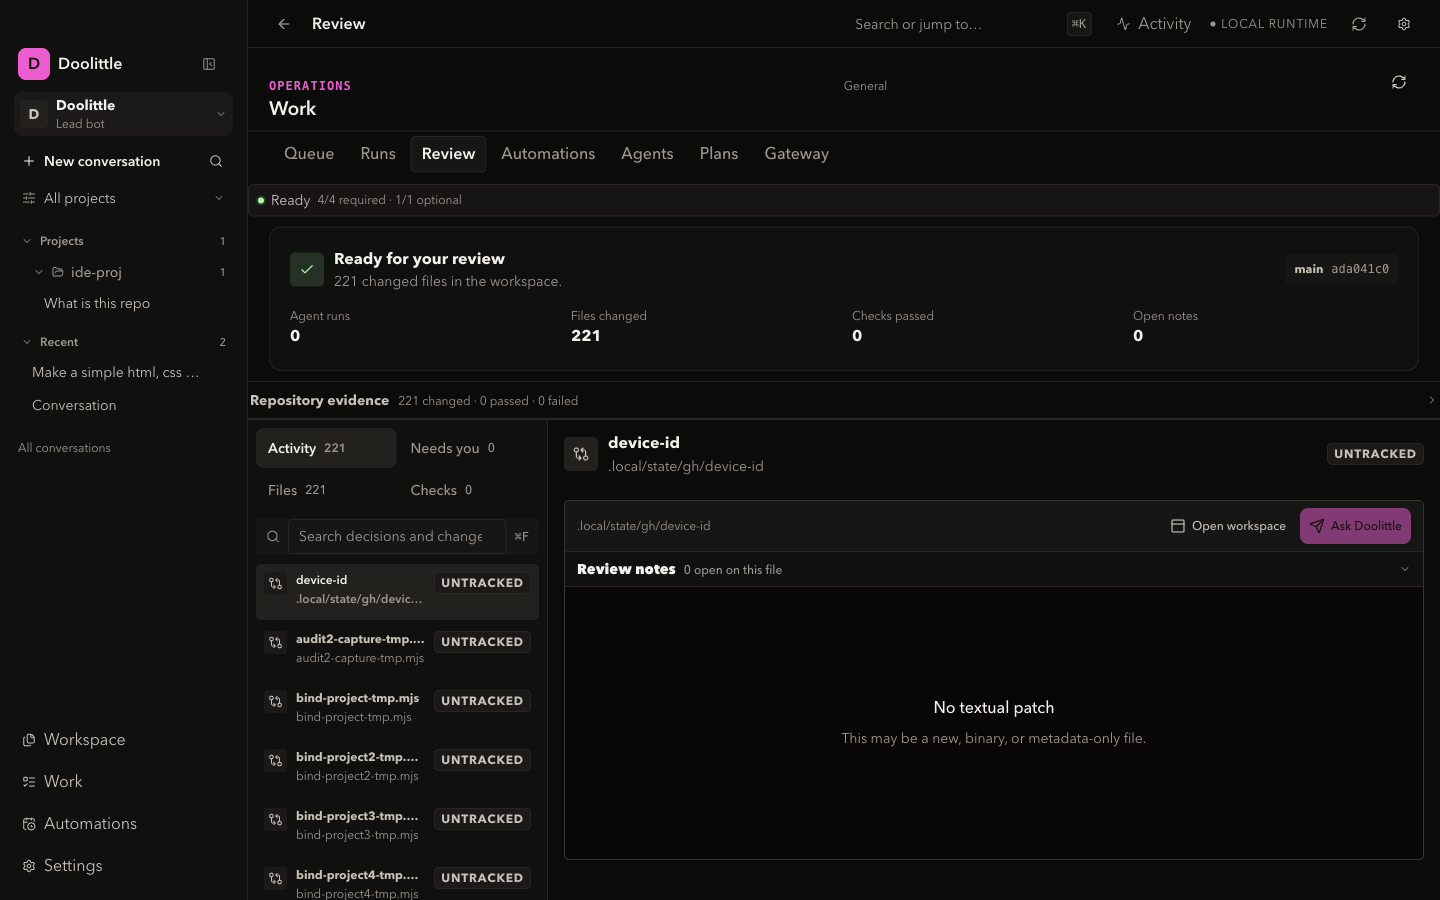 D Doolittle
D Doolittle
Lead bot
New conversation
All projects
Projects 1
ide-proj 1
What is this repo
Recent 2
Make a simple html, css ...
Conversation
All conversations
Workspace
Work
Automations
Settings
Review
Search or jump to... ⌘K
Activity
LOCAL RUNTIME
OPERATIONS
Work
General
Queue Runs Review Automations Agents Plans Gateway
Ready 4/4 required · 1/1 optional
Ready for your review
221 changed files in the workspace.
main ada041c0
Agent runs Files changed Checks passed Open notes
0 221 0 0
Repository evidence 221 changed · 0 passed · 0 failed
Activity 221 Needs you 0
Files 221 Checks 0
Search decisions and change ⌘F
device-id UNTRACKED
.local/state/gh/devic...
audit2-capture-tmp.... UNTRACKED
audit2-capture-tmp.mjs
bind-project-tmp.mjs UNTRACKED
bind-project-tmp.mjs
bind-project2-tmp.... UNTRACKED
bind-project2-tmp.mjs
bind-project3-tmp.... UNTRACKED
bind-project3-tmp.mjs
bind-project4-tmp.... UNTRACKED
bind-project4-tmp.mjs
device-id
.local/state/gh/device-id
UNTRACKED
.local/state/gh/device-id Open workspace Ask Doolittle
Review notes 0 open on this file
No textual patch
This may be a new, binary, or metadata-only file.